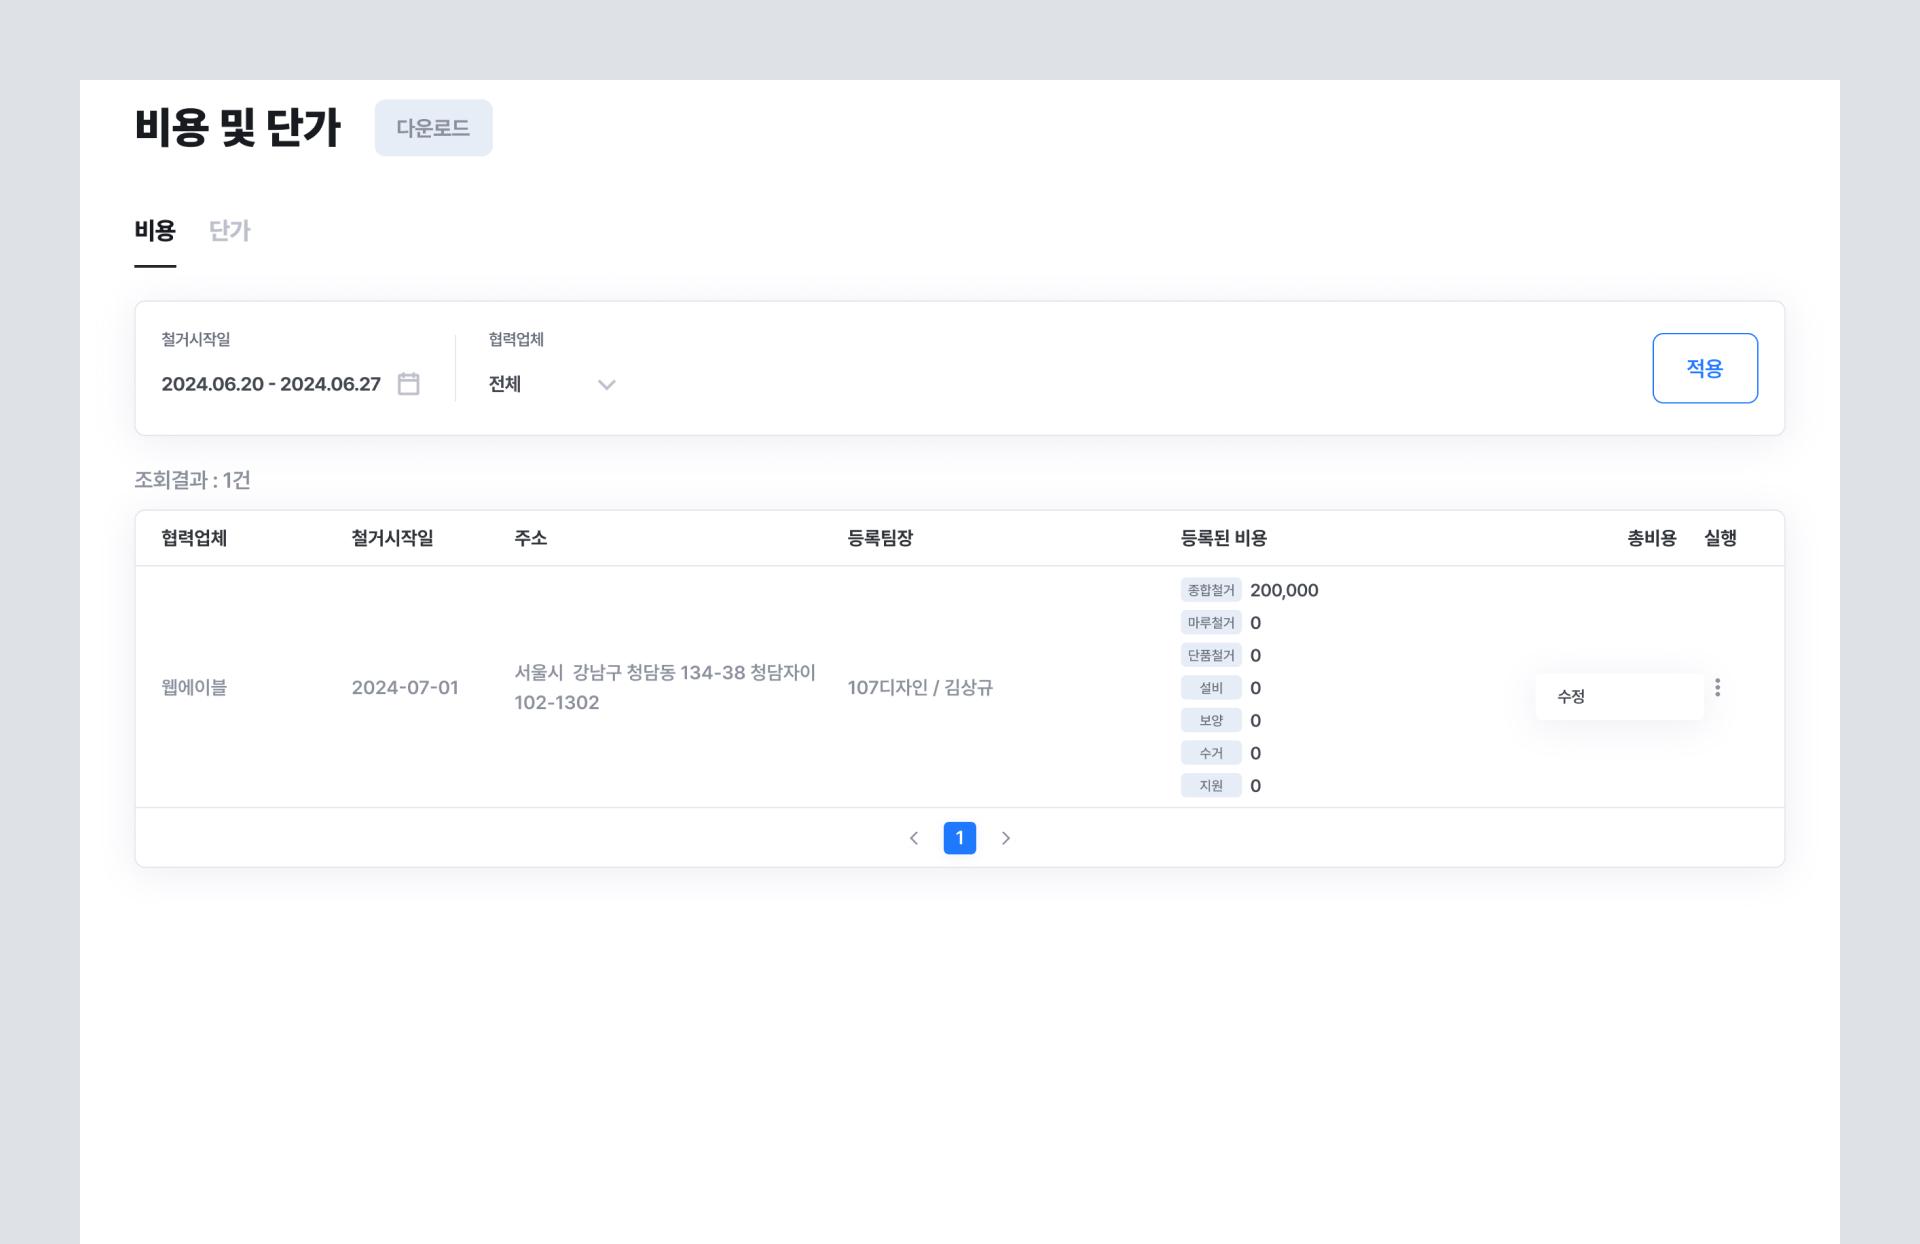 비용 및 단가
다운로드
비용 단가
철거시작일 협력업체
2024.06.20 - 2024.06.27 전체
적용
조회결과 : 1건
협력업체 철거시작일 주소 등록팀장 등록된 비용 총비용 실행
웹에이블
2024-07-01
서울시  강남구 청담동 134-38 청담자이
102-1302
107디자인 / 김상규
종합철거 200,000
마루철거 0
단품철거 0
설비 0
보양 0
수거 0
지원 0
수정
1